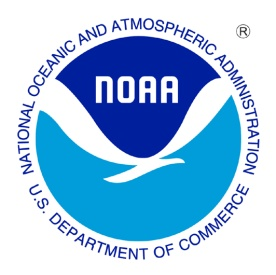 NATIONAL OCEANIC AND ATMOSPHERIC ADMINISTRATION
®
NOAA
U.S. DEPARTMENT OF COMMERCE